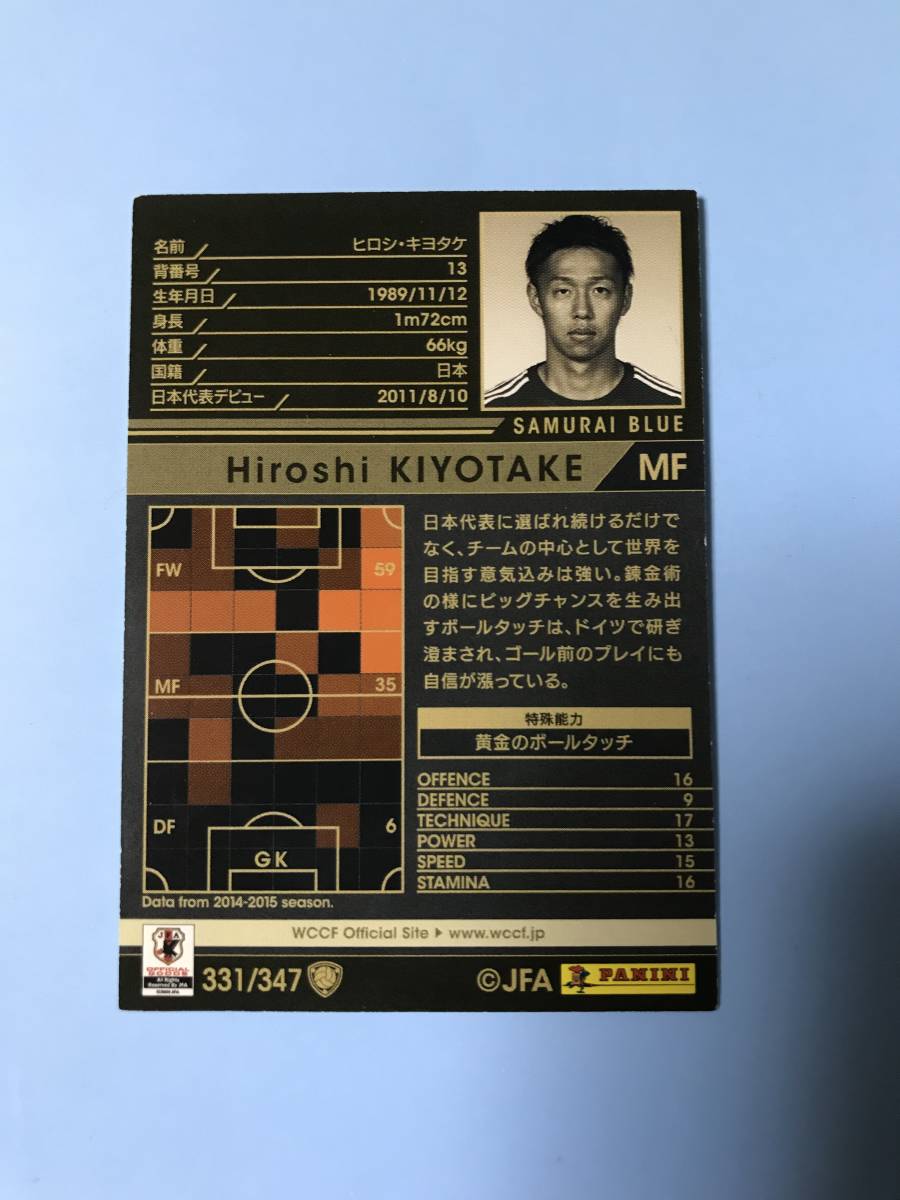 名前 ヒロシ・キヨタケ
背番号 13
生年月日 1989/11/12
身長 1m72cm
体重 66kg
国籍 日本
日本代表デビュー 2011/8/10
SAMURAI BLUE
Hiroshi KIYOTAKE MF
FW 59
MF 35
DF 6
GK
Data from 2014-2015 season.
日本代表に選ばれ続けるだけで
なく、チームの中心として世界を
目指す意気込みは強い。錬金術
の様にビッグチャンスを生み出
すボールタッチは、ドイツで研ぎ
澄まされ、ゴール前のプレイにも
自信が漲っている。
特殊能力
黄金のボールタッチ
OFFENCE 16
DEFENCE 9
TECHNIQUE 17
POWER 13
SPEED 15
STAMINA 16
WCCF Official Site ▶ www.wccf.jp
JFA
OFFICIAL
GOODS
All Rights
Reserved By JFA
331/347
©JFA PANINI